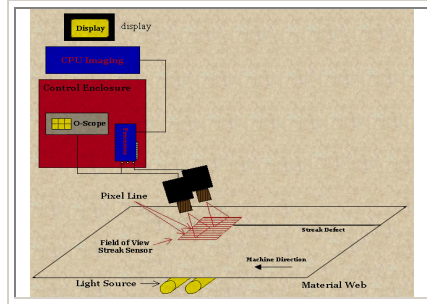 Display
display
CPU Imaging
Control Enclosure
O-Scope
Pixel Line
Field of View
Streak Sensor
Streak Defect
Machine Direction
Light Source
Material Web